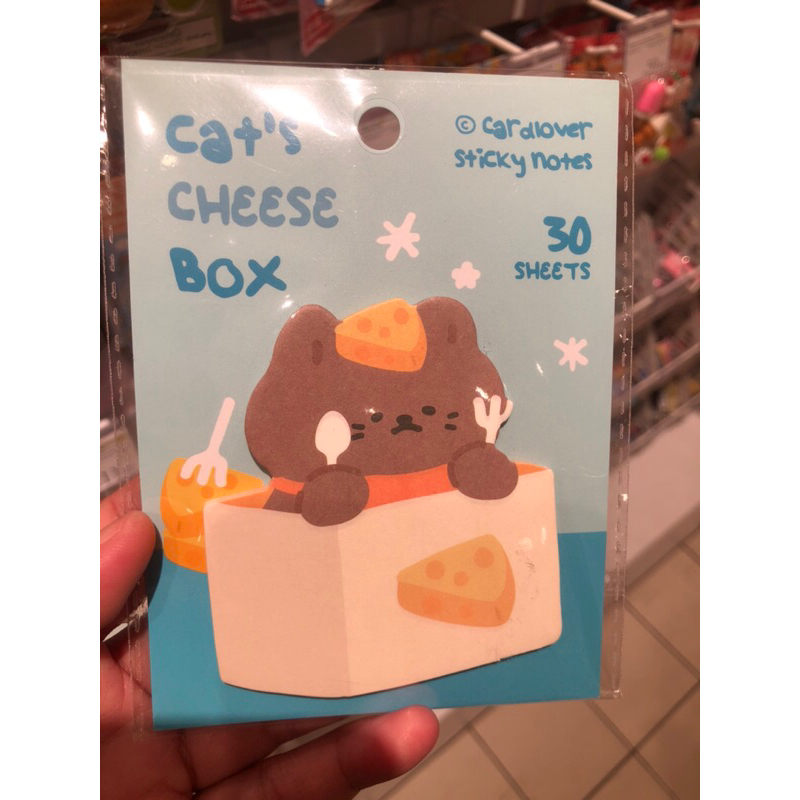 Cat's
CHEESE
BOX
© Cardlover
sticky notes
30
SHEETS